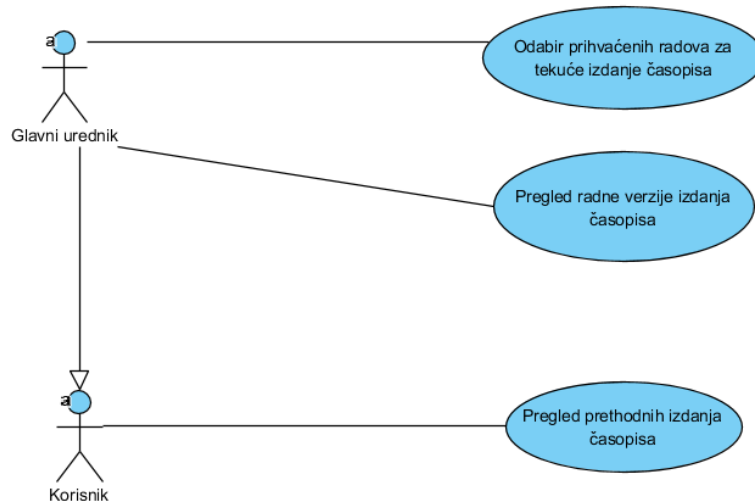 a
Odabir prihvaćenih radova za
tekuće izdanje časopisa
Glavni urednik
Pregled radne verzije izdanja
časopisa
a
Pregled prethodnih izdanja
časopisa
Korisnik